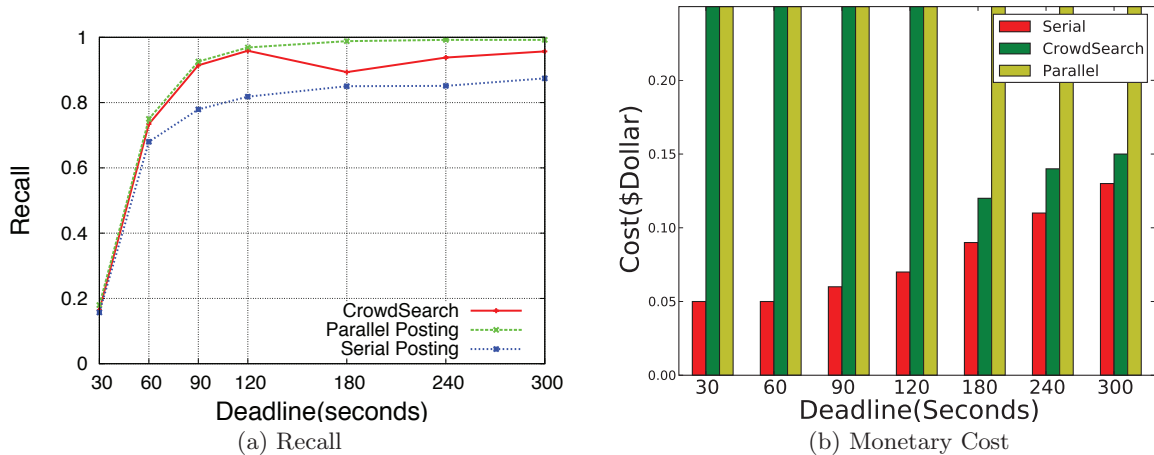 1
0.8
0.6
0.4
0.2
0
Recall
CrowdSearch
Parallel Posting
Serial Posting
30 60 90 120 180 240 300
Deadline(seconds)
(a) Recall
0.20
0.15
0.10
0.05
0.00
Cost($Dollar)
Serial
CrowdSearch
Parallel
30 60 90 120 180 240 300
Deadline(Seconds)
(b) Monetary Cost